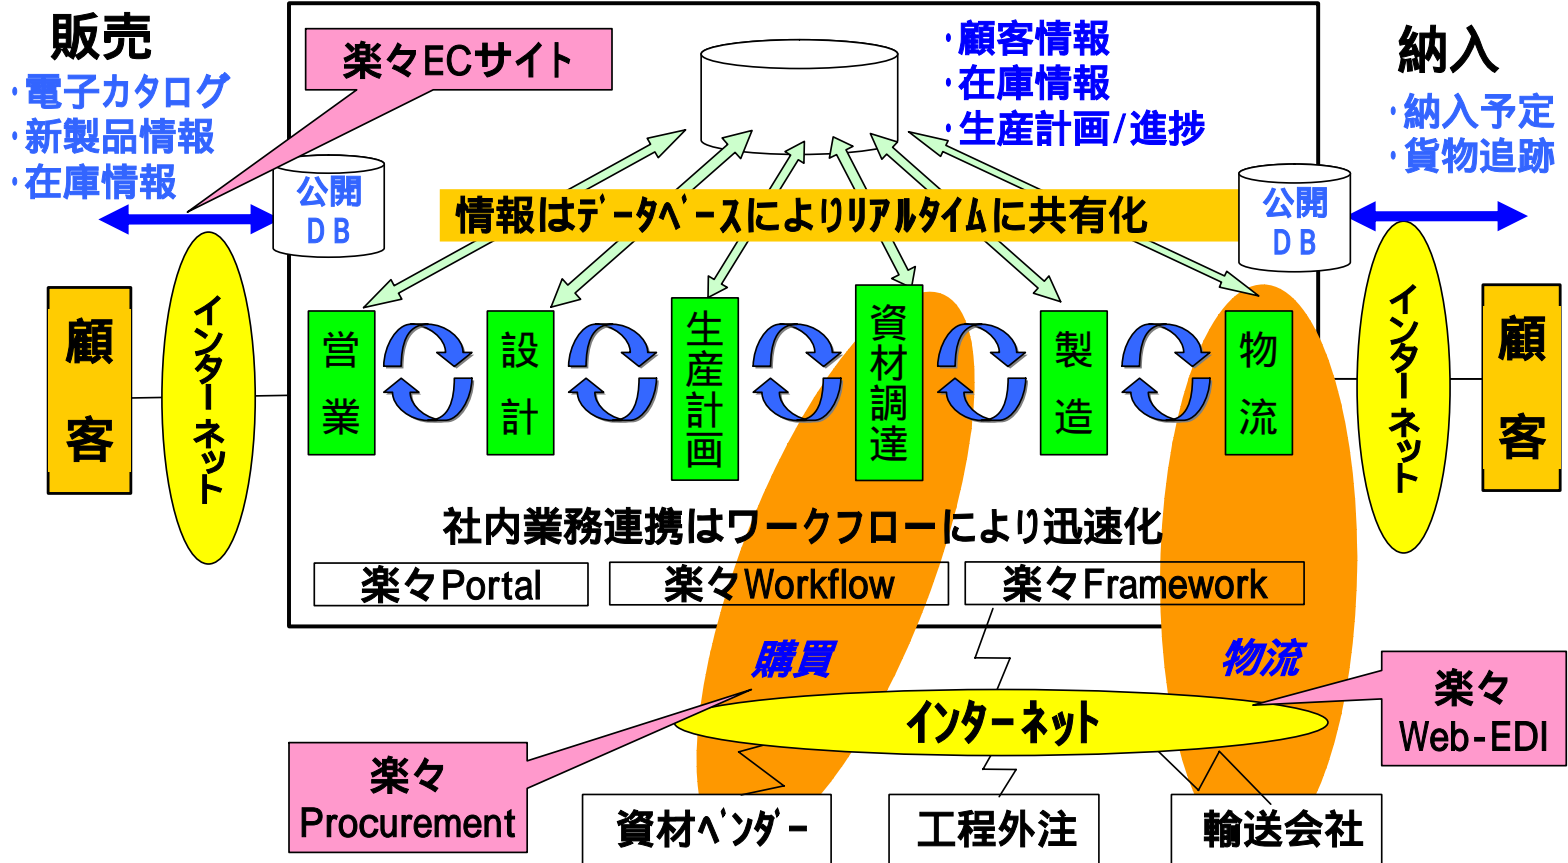 販売
・電子カタログ
・新製品情報
・在庫情報
楽々ECサイト
・顧客情報
・在庫情報
・生産計画/進捗
納入
・納入予定
・貨物追跡
公開
DB
情報はﾃﾞｰﾀﾍﾞｰｽによりﾘｱﾙﾀｲﾑに共有化
公開
DB
顧客
インターネット
営業
設計
生産計画
資材調達
製造
物流
インターネット
顧客
社内業務連携はワークフローにより迅速化
楽々Portal
楽々Workflow
楽々Framework
購買
物流
インターネット
楽々
Web-EDI
楽々
Procurement
資材ﾍﾞﾝﾀﾞｰ
工程外注
輸送会社